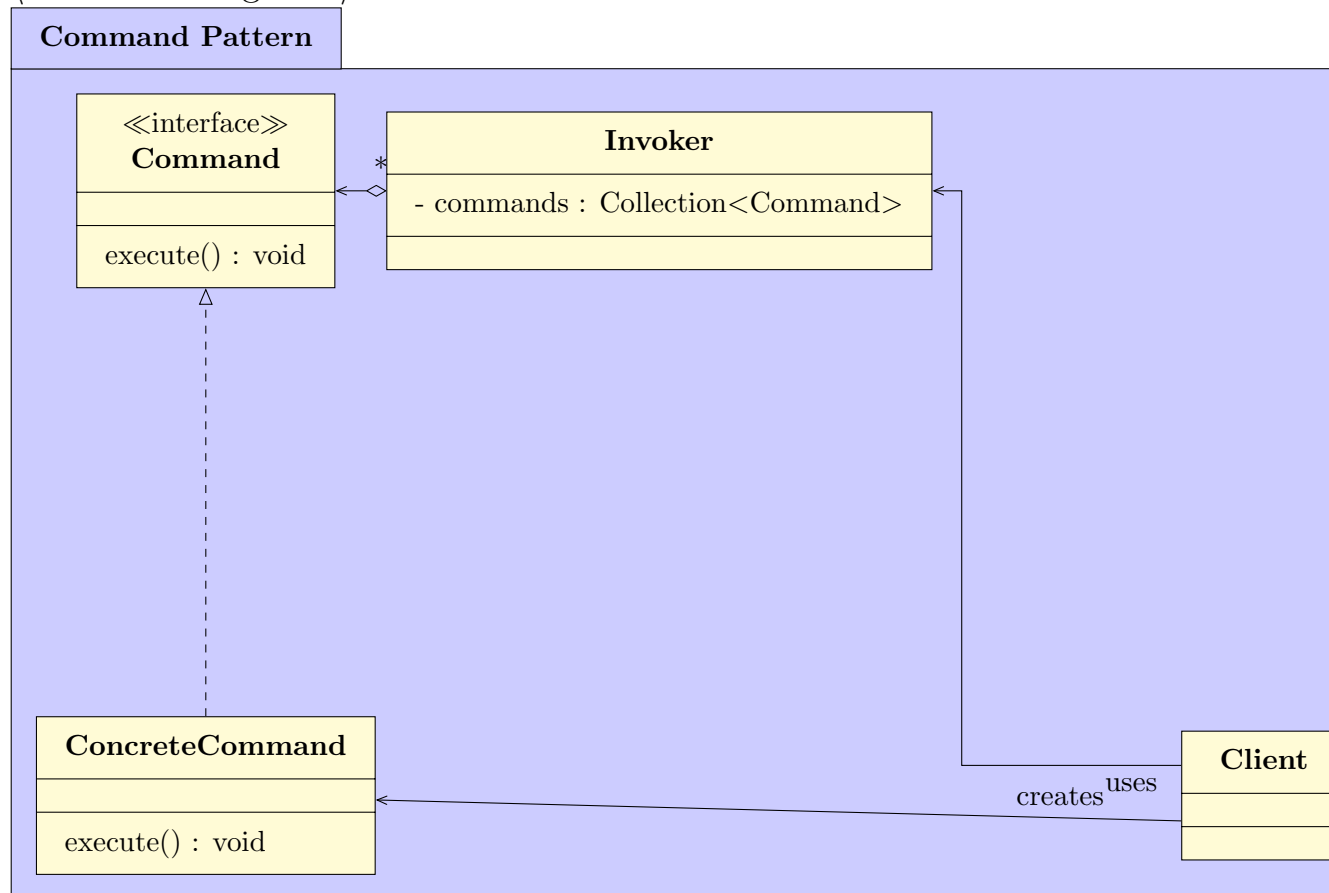 Command Pattern
≪interface≫
Command
execute() : void
*
Invoker
- commands : Collection<Command>
ConcreteCommand
execute() : void
creates
uses
Client